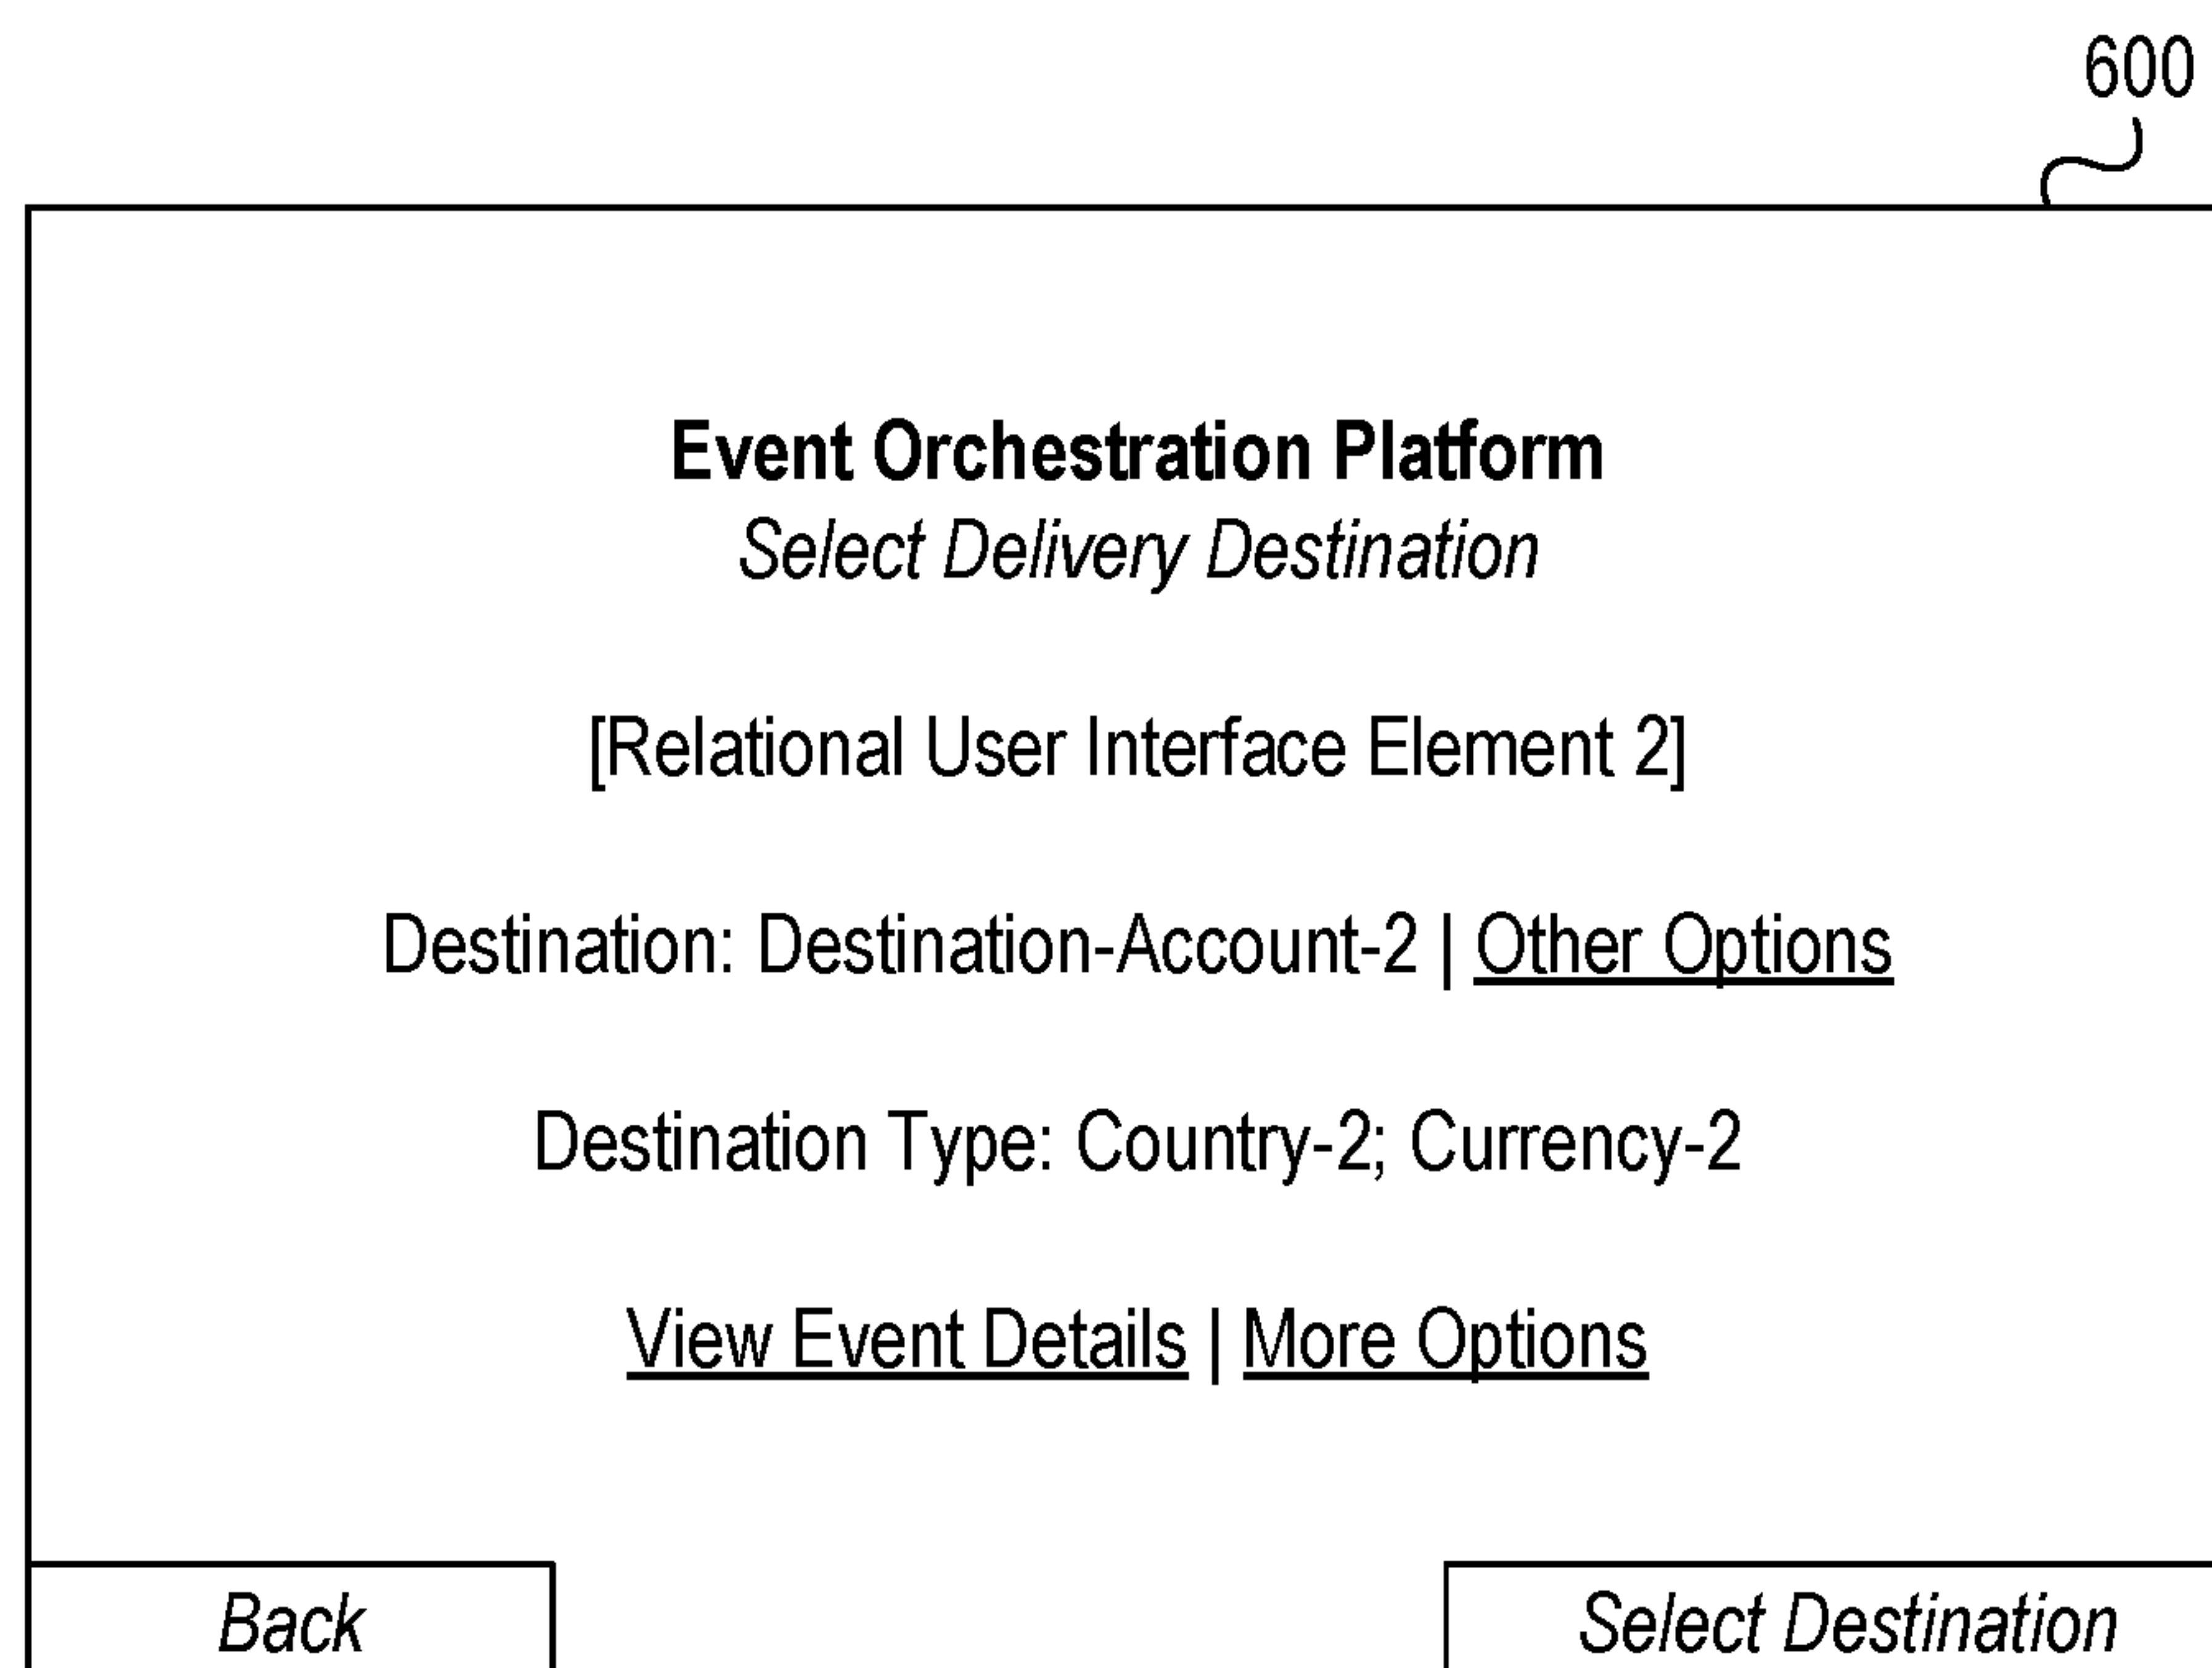 600
Event Orchestration Platform
Select Delivery Destination
[Relational User Interface Element 2]
Destination: Destination-Account-2 | Other Options
Destination Type: Country-2; Currency-2
View Event Details | More Options
Back
Select Destination